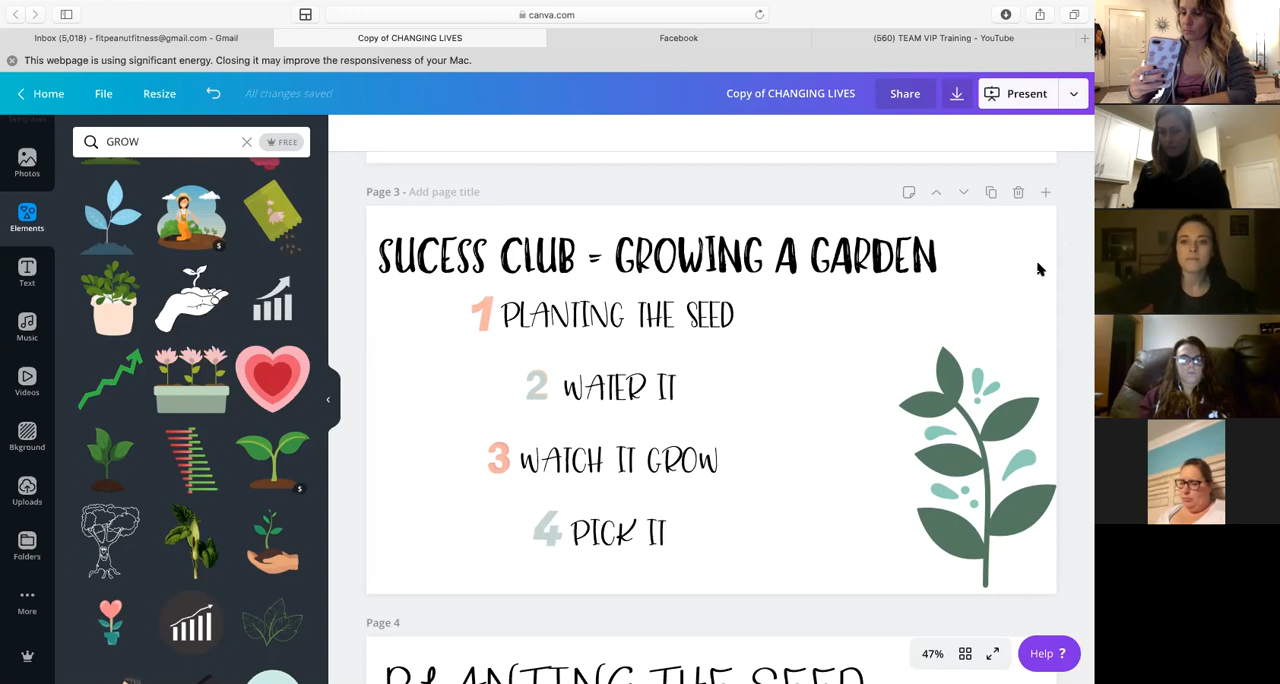 canva.com
Inbox (5,018) - fitpeanutfitness@gmail.com - Gmail
Copy of CHANGING LIVES
Facebook
(560) TEAM VIP Training - YouTube
This webpage is using significant energy. Closing it may improve the responsiveness of your Mac.
Home
File
Resize
All changes saved
Copy of CHANGING LIVES
Share
Present
GROW
FREE
Photos
Elements
Text
Music
Videos
Bkground
Uploads
Folders
More
$
$
Page 3 - Add page title
SUCESS CLUB = GROWING A GARDEN
1 PLANTING THE SEED
2 WATER IT
3 WATCH IT GROW
4 PICK IT
Page 4
PLANTING THE SEED
47%
Help ?